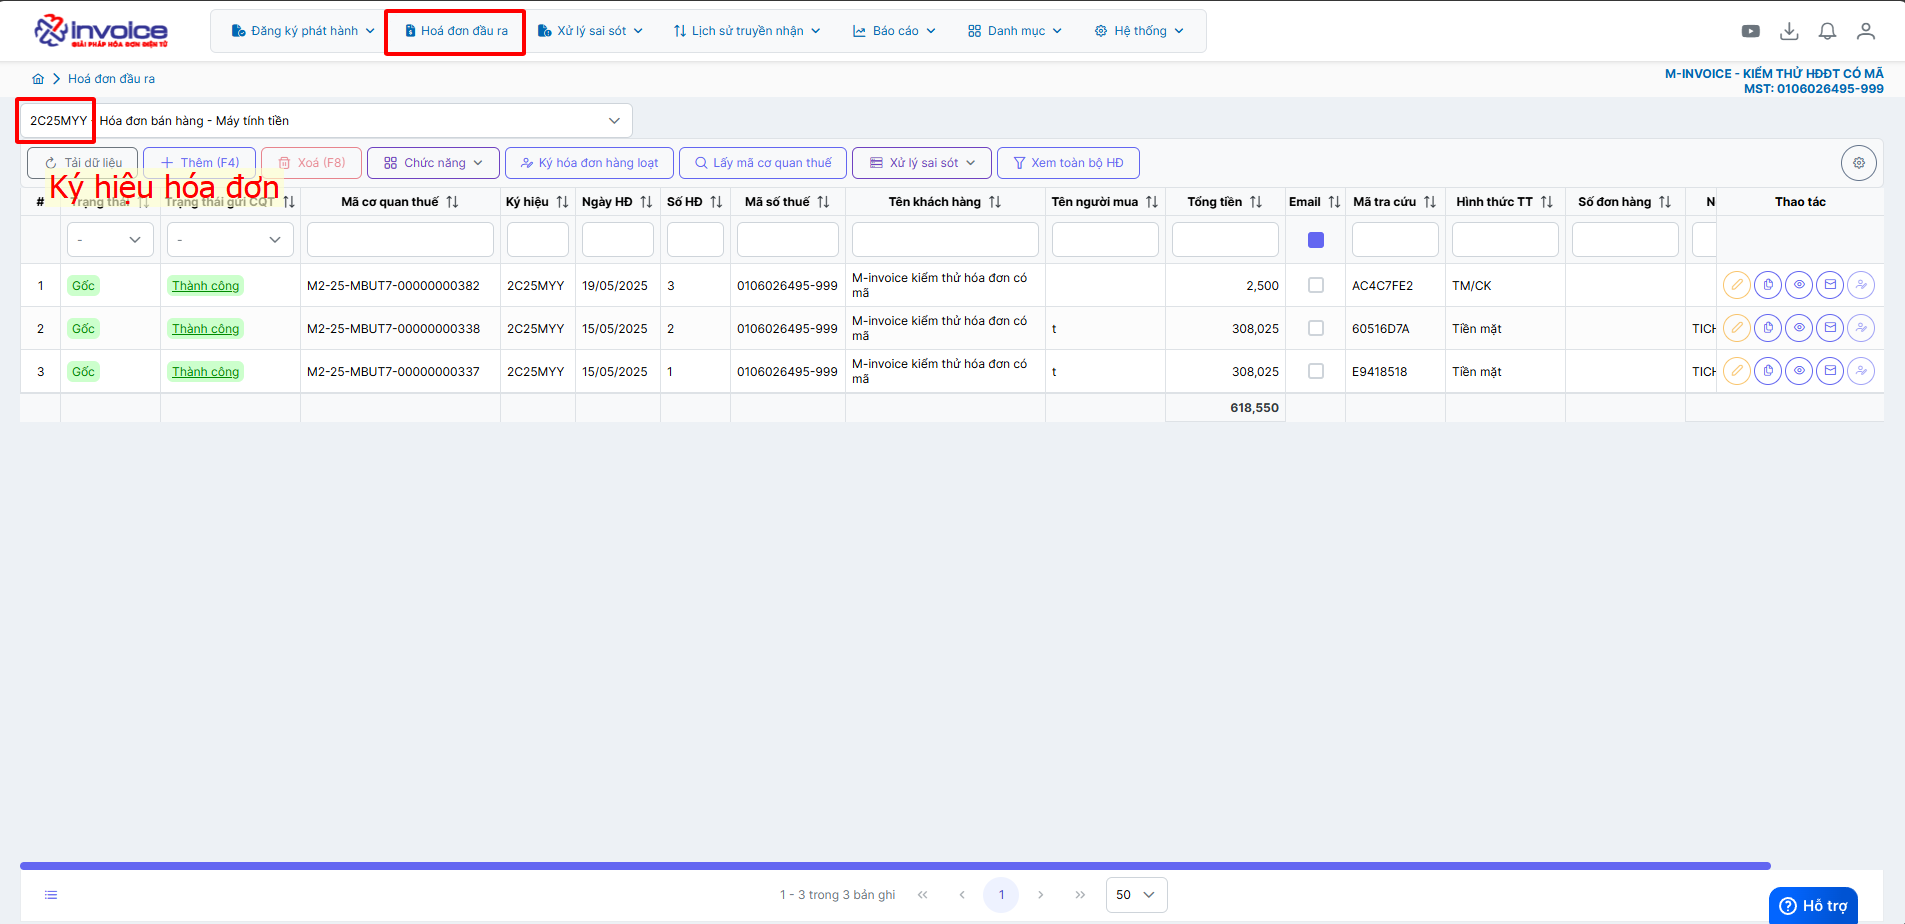 invoice
GIẢI PHÁP HÓA ĐƠN ĐIỆN TỬ
Đăng ký phát hành
Hoá đơn đầu ra
Xử lý sai sót
Lịch sử truyền nhận
Báo cáo
Danh mục
Hệ thống
Hoá đơn đầu ra
M-INVOICE - KIỂM THỬ HĐĐT CÓ MÃ
MST: 0106026495-999
2C25MYY - Hóa đơn bán hàng - Máy tính tiền
Tải dữ liệu
Thêm (F4)
Xoá (F8)
Chức năng
Ký hóa đơn hàng loạt
Lấy mã cơ quan thuế
Xử lý sai sót
Xem toàn bộ HĐ
Ký hiệu hóa đơn
# Trạng thái Trạng thái gửi CQT Mã cơ quan thuế Ký hiệu Ngày HĐ Số HĐ Mã số thuế Tên khách hàng Tên người mua Tổng tiền Email Mã tra cứu Hình thức TT Số đơn hàng N Thao tác
- -
1 Gốc Thành công M2-25-MBUT7-00000000382 2C25MYY 19/05/2025 3 0106026495-999 M-invoice kiểm thử hóa đơn có mã 2,500 AC4C7FE2 TM/CK
2 Gốc Thành công M2-25-MBUT7-00000000338 2C25MYY 15/05/2025 2 0106026495-999 M-invoice kiểm thử hóa đơn có mã t 308,025 60516D7A Tiền mặt TICH
3 Gốc Thành công M2-25-MBUT7-00000000337 2C25MYY 15/05/2025 1 0106026495-999 M-invoice kiểm thử hóa đơn có mã t 308,025 E9418518 Tiền mặt TICH
618,550
1 - 3 trong 3 bản ghi
1
50
Hỗ trợ